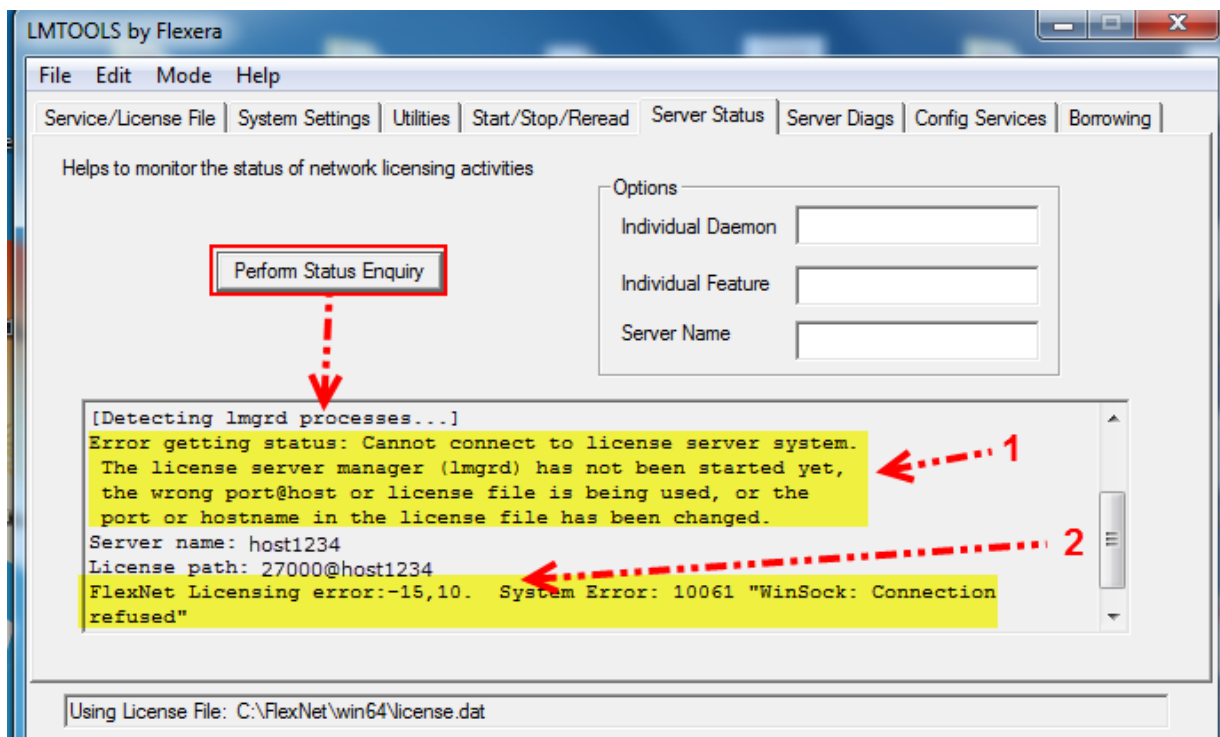 LMTOOLS by Flexera
File Edit Mode Help
Service/License File System Settings Utilities Start/Stop/Reread Server Status Server Diags Config Services Borrowing
Helps to monitor the status of network licensing activities
Options
Individual Daemon
Perform Status Enquiry
Individual Feature
Server Name
[Detecting lmgrd processes...]
Error getting status: Cannot connect to license server system.
1
The license server manager (lmgrd) has not been started yet,
the wrong port@host or license file is being used, or the
port or hostname in the license file has been changed.
Server name: host1234
2
License path: 27000@host1234
FlexNet Licensing error:-15,10. System Error: 10061 "WinSock: Connection
refused"
Using License File: C:\FlexNet\win64\license.dat